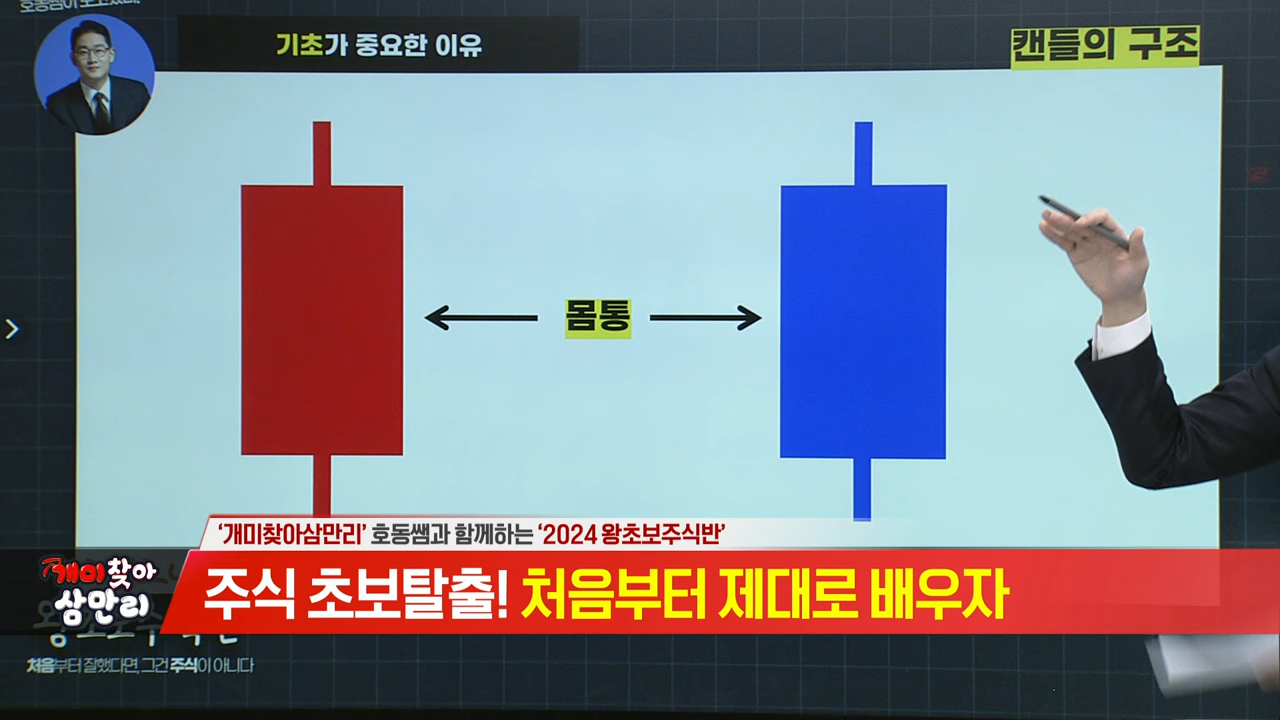 기초가 중요한 이유
캔들의 구조
몸통
'개미찾아삼만리' 호동쌤과 함께하는 '2024 왕초보주식반'
개미찾아
삼만리
주식 초보탈출! 처음부터 제대로 배우자
처음부터 잘했다면, 그건 주식이 아니다